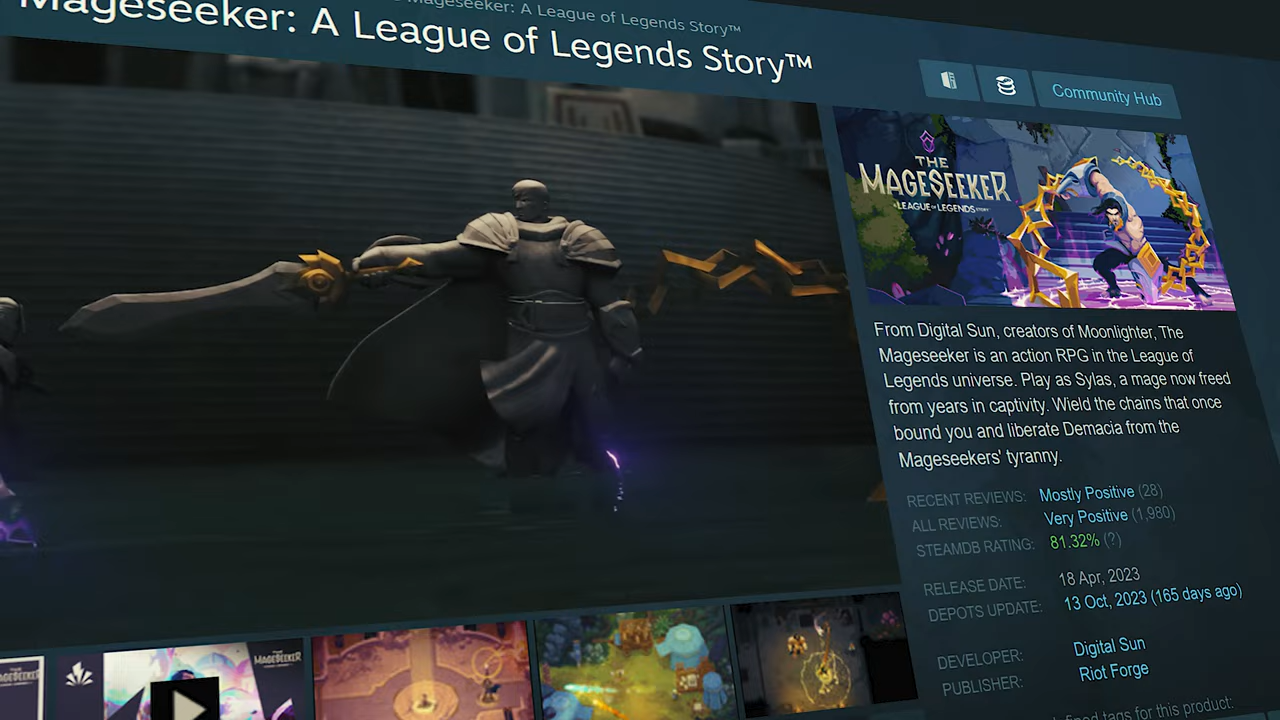 Mageseeker: A League of Legends Story™
Mageseeker: A League of Legends Story™
Community Hub
THE
MAGESEEKER
A LEAGUE OF LEGENDS STORY
From Digital Sun, creators of Moonlighter, The
Mageseeker is an action RPG in the League of
Legends universe. Play as Sylas, a mage now freed
from years in captivity. Wield the chains that once
bound you and liberate Demacia from the
Mageseekers' tyranny.
RECENT REVIEWS: Mostly Positive (28)
ALL REVIEWS: Very Positive (1,980)
STEAMDB RATING: 81.32% (?)
RELEASE DATE: 18 Apr, 2023
DEPOTS UPDATE: 13 Oct, 2023 (165 days ago)
DEVELOPER: Digital Sun
PUBLISHER: Riot Forge
MAGESEEKER
tags for this product: